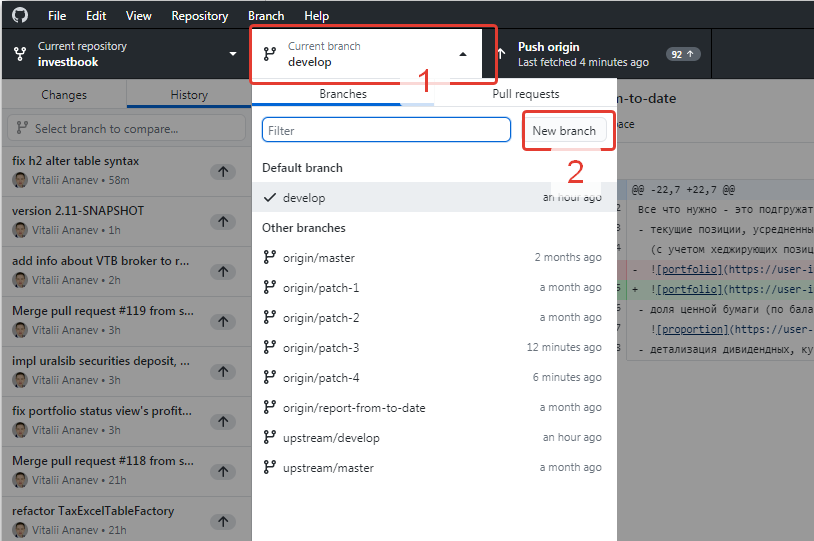 File Edit View Repository Branch Help
Current repository
investbook
Current branch
develop
Push origin
Last fetched 4 minutes ago
92
1
Changes
History
Branches
Pull requests
m-to-date
Select branch to compare...
Filter
New branch
2
fix h2 alter table syntax
Vitalii Ananev • 58m
version 2.11-SNAPSHOT
Vitalii Ananev • 1h
add info about VTB broker to r...
Vitalii Ananev • 2h
Merge pull request #119 from s...
Vitalii Ananev • 3h
impl uralsib securities deposit, ...
Vitalii Ananev • 3h
fix portfolio status view's profit...
Vitalii Ananev • 3h
Merge pull request #118 from s...
Vitalii Ananev • 21h
refactor TaxExcelTableFactory
Vitalii Ananev • 21h
Default branch
develop an hour ago
Other branches
origin/master 2 months ago
origin/patch-1 a month ago
origin/patch-2 a month ago
origin/patch-3 12 minutes ago
origin/patch-4 6 minutes ago
origin/report-from-to-date a month ago
upstream/develop an hour ago
upstream/master a month ago
@@ -22,7 +22,7 @@
Все что нужно - это подгружат
- текущие позиции, усредненны
(с учетом хеджирующих позиц
- ![portfolio](https://user-i
+ ![portfolio](https://user-i
- доля ценной бумаги (по бала
![proportion](https://user-
- детализация дивидендных, ку